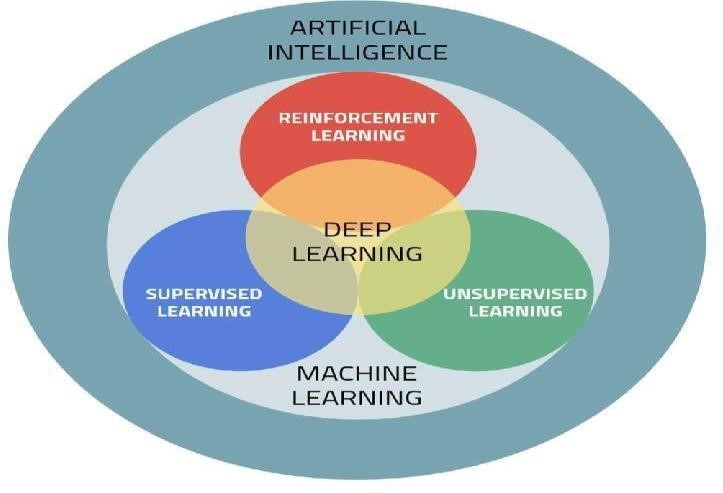 ARTIFICIAL
INTELLIGENCE
REINFORCEMENT
LEARNING
DEEP
LEARNING
SUPERVISED
LEARNING
UNSUPERVISED
LEARNING
MACHINE
LEARNING